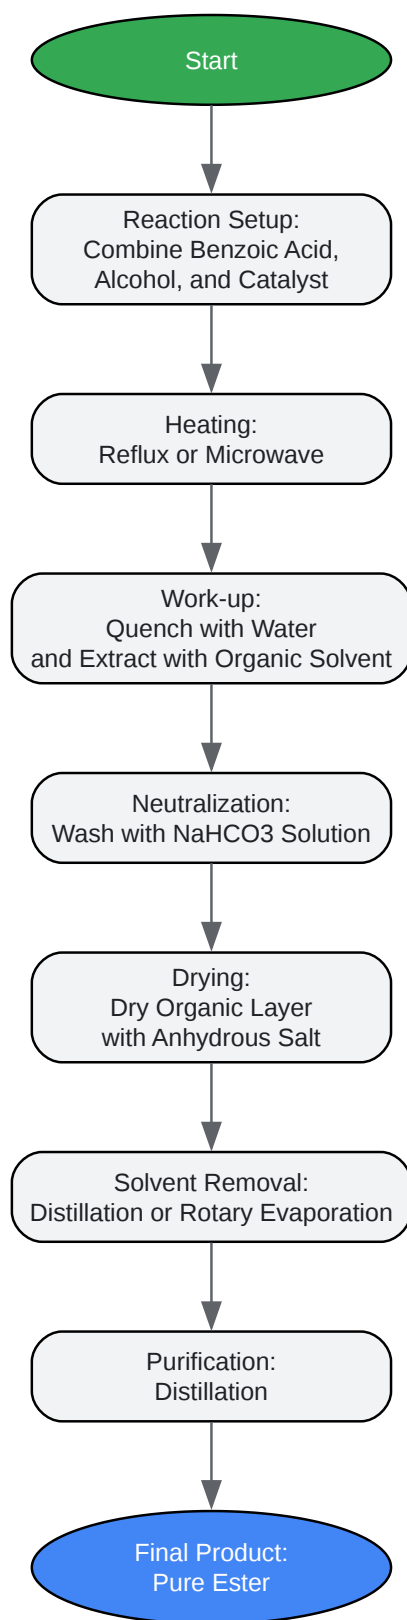 Start
Reaction Setup:
Combine Benzoic Acid,
Alcohol, and Catalyst
Heating:
Reflux or Microwave
Work-up:
Quench with Water
and Extract with Organic Solvent
Neutralization:
Wash with NaHCO3 Solution
Drying:
Dry Organic Layer
with Anhydrous Salt
Solvent Removal:
Distillation or Rotary Evaporation
Purification:
Distillation
Final Product:
Pure Ester